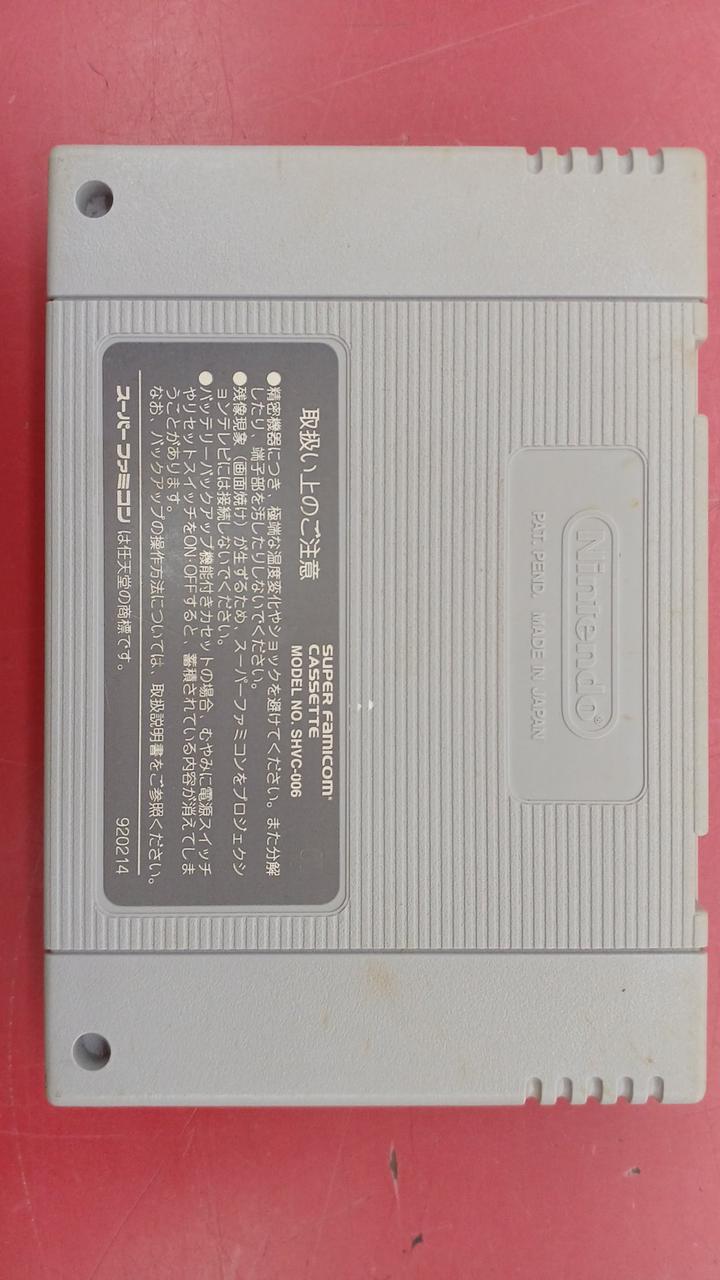 Nintendo®
PAT. PEND. MADE IN JAPAN
取扱い上のご注意
SUPER FAMICOM
CASSETTE
MODEL NO. SHVC-006
●精密機器につき、極端な温度変化やショックを避けてください。また分解
したり、端子部を汚したりしないでください。
●残像現象（画面焼け）が生ずるため、スーパーファミコンをプロジェクシ
ョンテレビには接続しないでください。
●バッテリーバックアップ機能付きカセットの場合、むやみに電源スイッチ
やリセットスイッチをON・OFFすると、蓄積されている内容が消えてしま
うことがあります。
なお、バックアップの操作方法については、取扱説明書をご参照ください。
スーパーファミコンは任天堂の商標です。
920214